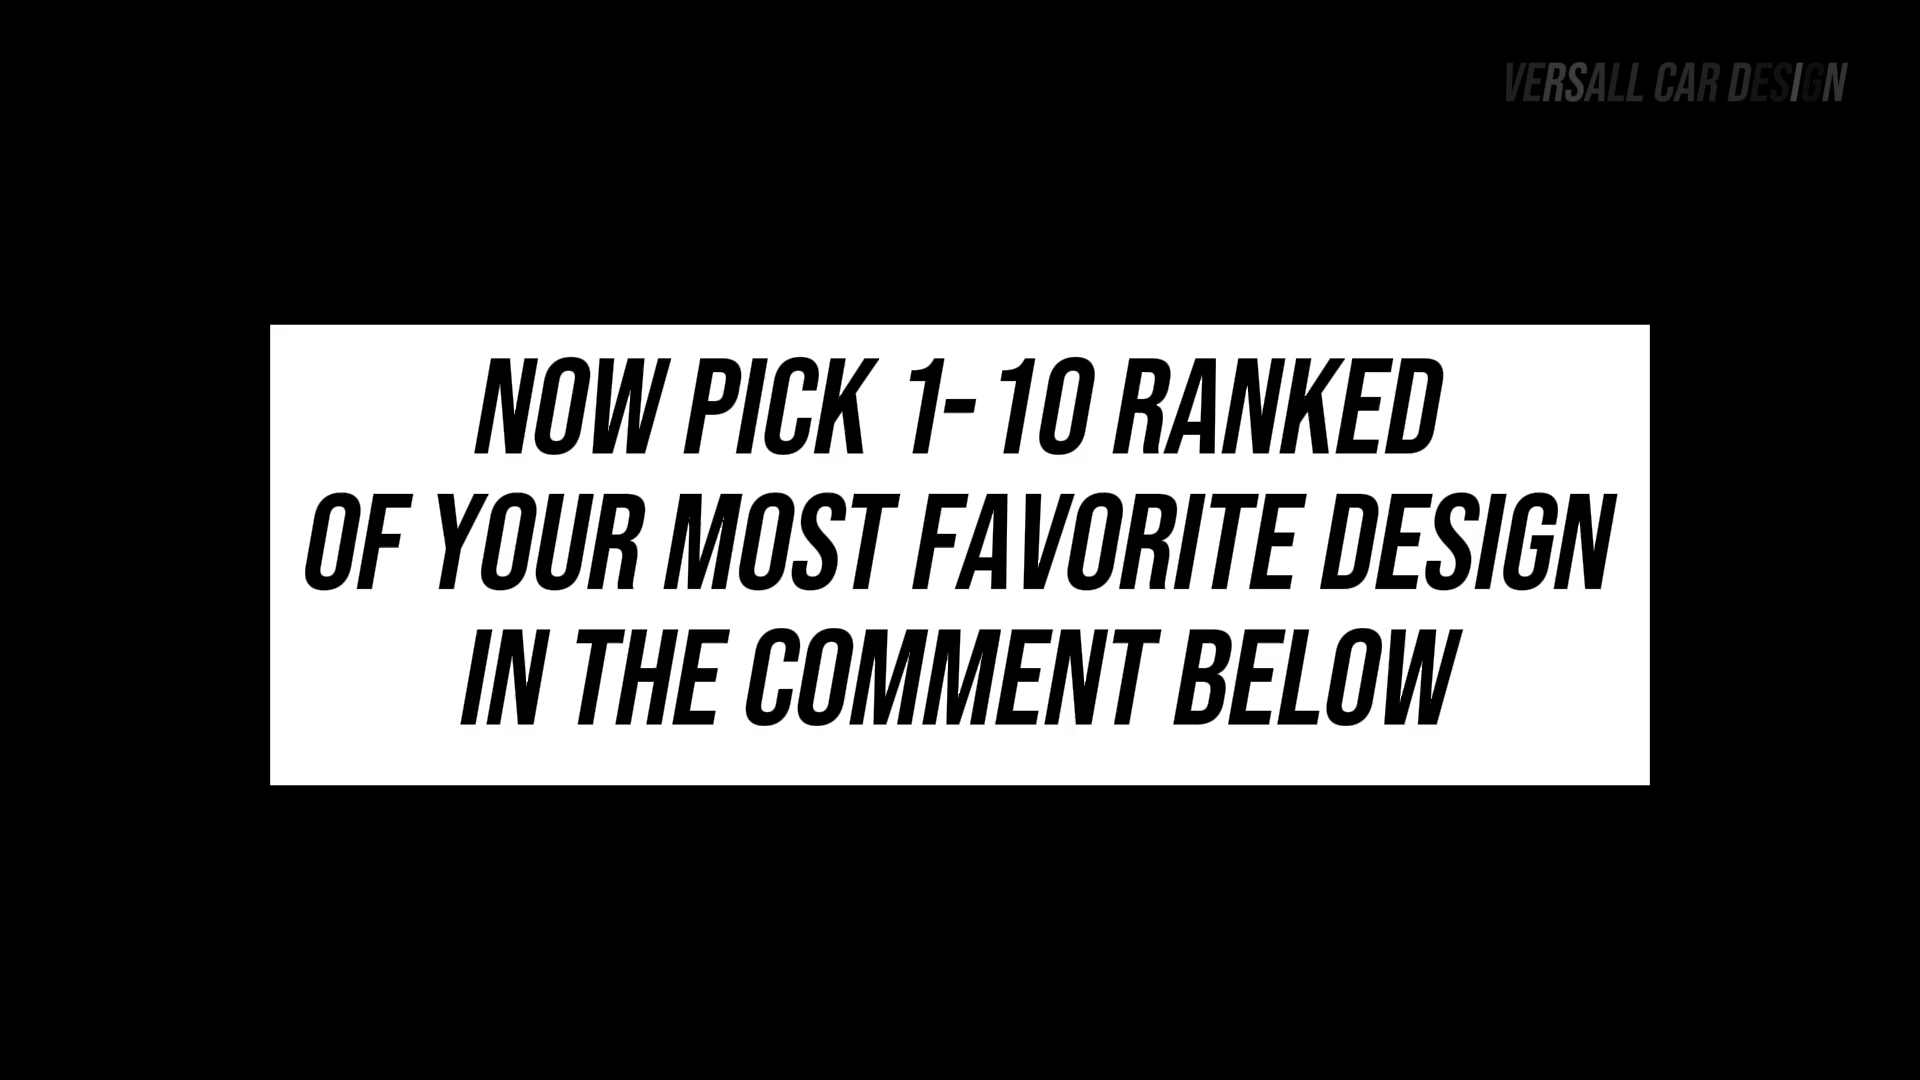 VERSALL CAR DESIGN
NOW PICK 1-10 RANKED
OF YOUR MOST FAVORITE DESIGN
IN THE COMMENT BELOW